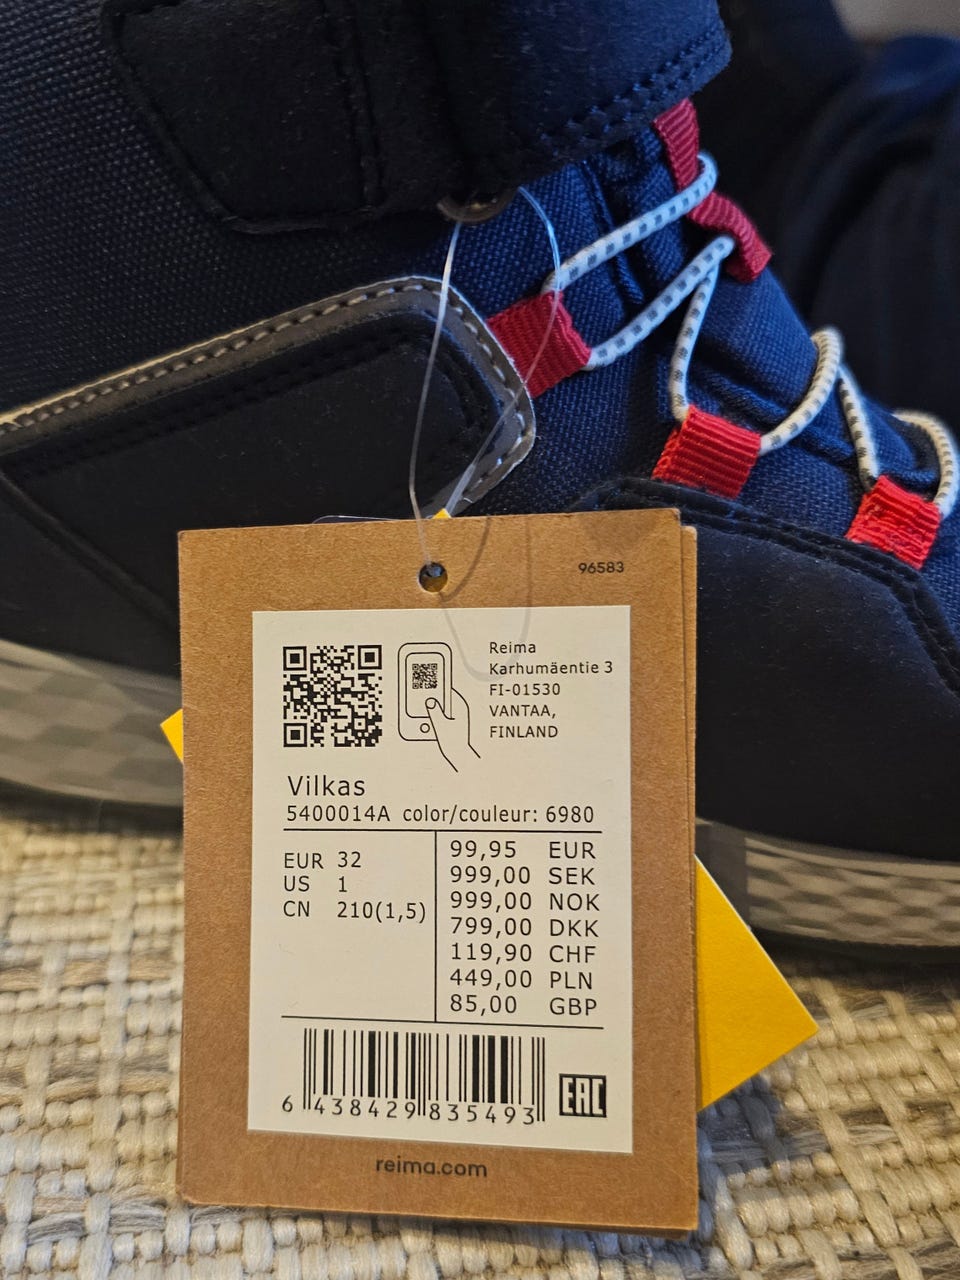 96583
Reima
Karhumäentie 3
FI-01530
VANTAA,
FINLAND
Vilkas
5400014A color/couleur: 6980
EUR 32
US 1
CN 210(1,5)
99,95 EUR
999,00 SEK
999,00 NOK
799,00 DKK
119,90 CHF
449,00 PLN
85,00 GBP
6 438429 835493
EAC
reima.com